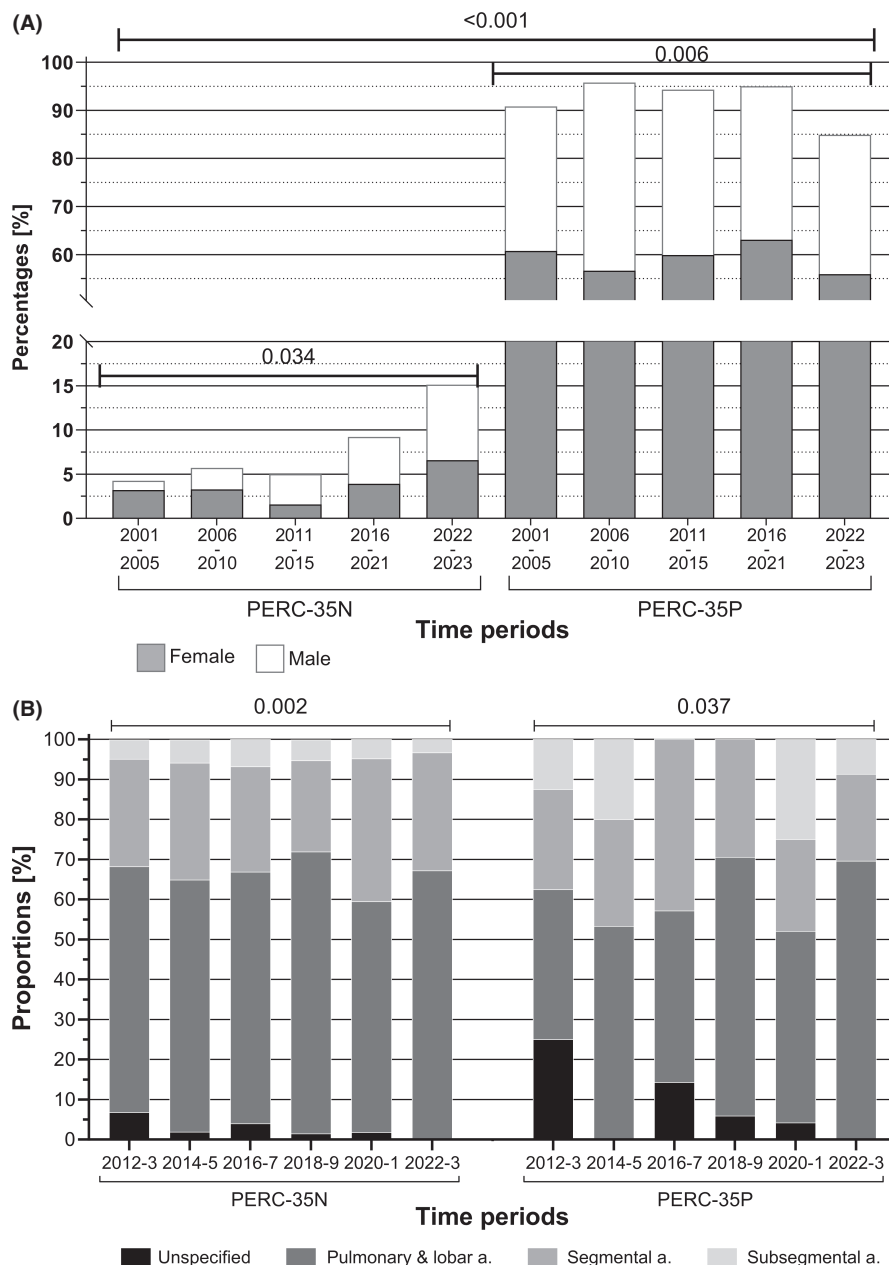 (A)
<0.001
0.006
100
90
80
70
60
Percentages [%]
20
15
10
5
0
0.034
2001 2006 2011 2016 2022 2001 2006 2011 2016 2022
- - - - - - - - - -
2005 2010 2015 2021 2023 2005 2010 2015 2021 2023
PERC-35N PERC-35P
Time periods
Female Male
(B)
0.002 0.037
100
90
80
70
60
50
40
30
20
10
0
Proportions [%]
2012-3 2014-5 2016-7 2018-9 2020-1 2022-3 2012-3 2014-5 2016-7 2018-9 2020-1 2022-3
PERC-35N PERC-35P
Time periods
Unspecified Pulmonary & lobar a. Segmental a. Subsegmental a.